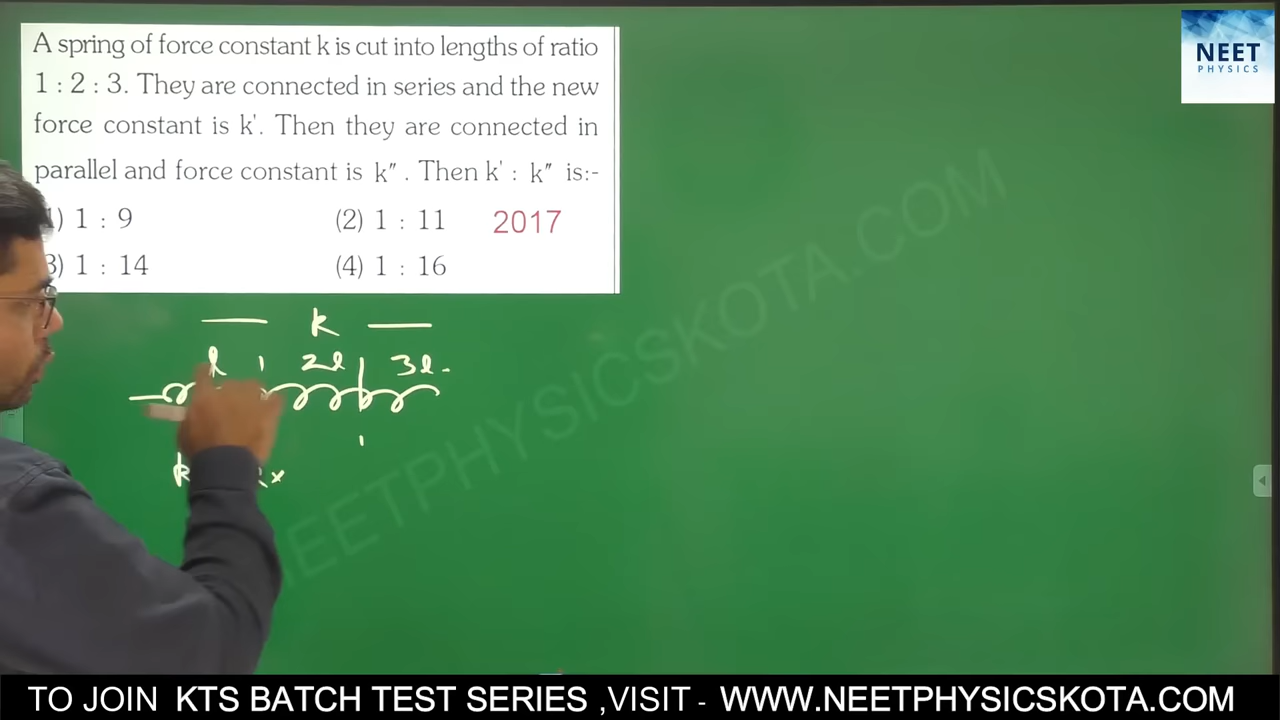 A spring of force constant k is cut into lengths of ratio
1 : 2 : 3. They are connected in series and the new
force constant is k'. Then they are connected in
parallel and force constant is k″. Then k' : k″ is:-
1) 1 : 9 (2) 1 : 11 2017
3) 1 : 14 (4) 1 : 16
k
l 2l 3l
k
NEET
PHYSICS
NEETPHYSICSKOTA.COM
TO JOIN KTS BATCH TEST SERIES ,VISIT - WWW.NEETPHYSICSKOTA.COM